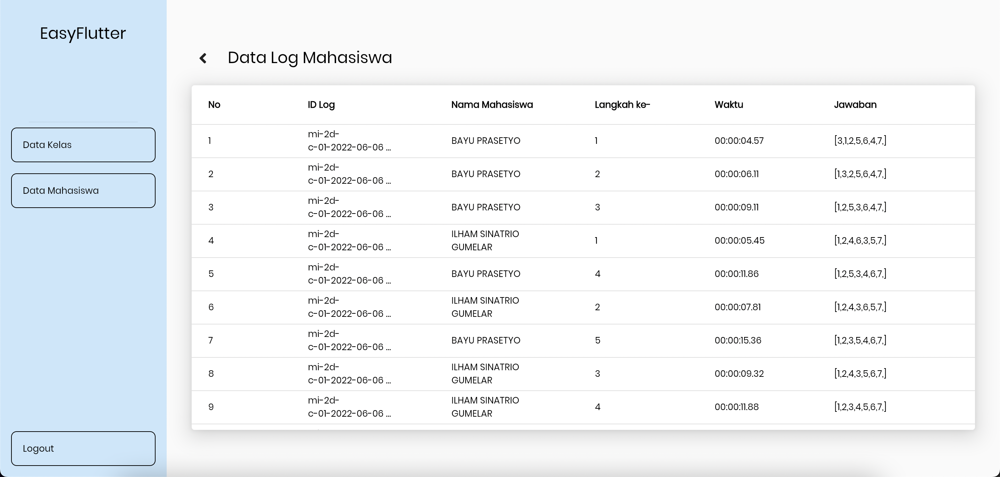 EasyFlutter
Data Kelas
Data Mahasiswa
Logout
Data Log Mahasiswa
No ID Log Nama Mahasiswa Langkah ke- Waktu Jawaban
1 mi-2d-
c-01-2022-06-06 ... BAYU PRASETYO 1 00:00:04.57 [3,1,2,5,6,4,7,]
2 mi-2d-
c-01-2022-06-06 ... BAYU PRASETYO 2 00:00:06.11 [1,3,2,5,6,4,7,]
3 mi-2d-
c-01-2022-06-06 ... BAYU PRASETYO 3 00:00:09.11 [1,2,5,3,6,4,7,]
4 mi-2d-
c-01-2022-06-06 ... ILHAM SINATRIO
GUMELAR 1 00:00:05.45 [1,2,4,6,3,5,7,]
5 mi-2d-
c-01-2022-06-06 ... BAYU PRASETYO 4 00:00:11.86 [1,2,5,3,4,6,7,]
6 mi-2d-
c-01-2022-06-06 ... ILHAM SINATRIO
GUMELAR 2 00:00:07.81 [1,2,4,3,6,5,7,]
7 mi-2d-
c-01-2022-06-06 ... BAYU PRASETYO 5 00:00:15.36 [1,2,3,5,4,6,7,]
8 mi-2d-
c-01-2022-06-06 ... ILHAM SINATRIO
GUMELAR 3 00:00:09.32 [1,2,4,3,5,6,7,]
9 mi-2d-
c-01-2022-06-06 ... ILHAM SINATRIO
GUMELAR 4 00:00:11.88 [1,2,3,4,5,6,7,]